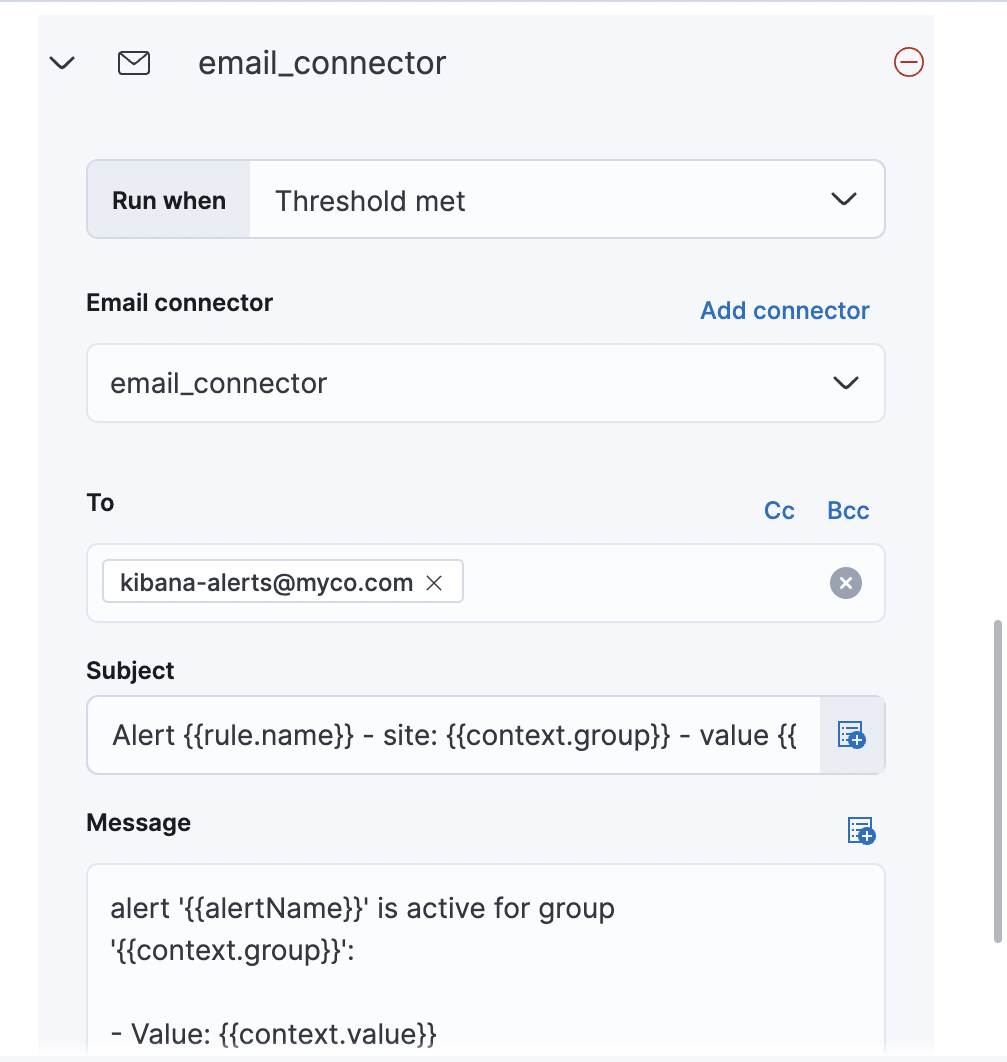 email_connector
Run when Threshold met
Email connector
Add connector
email_connector
To
Cc Bcc
kibana-alerts@myco.com
Subject
Alert {{rule.name}} - site: {{context.group}} - value {{
Message
alert '{{alertName}}' is active for group
'{{context.group}}':
- Value: {{context.value}}